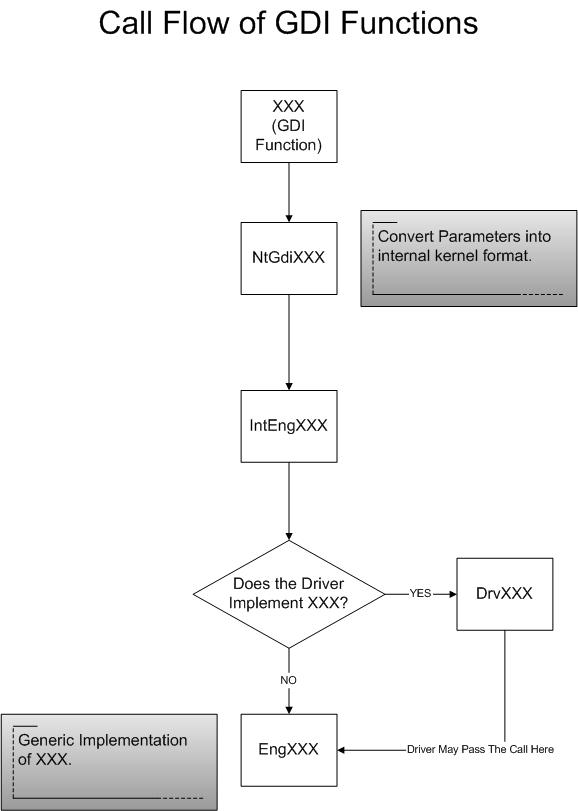 Call Flow of GDI Functions
XXX
(GDI
Function)
NtGdiXXX
Convert Parameters into
internal kernel format.
IntEngXXX
Does the Driver
Implement XXX?
YES
DrvXXX
NO
Generic Implementation
of XXX.
EngXXX
Driver May Pass The Call Here